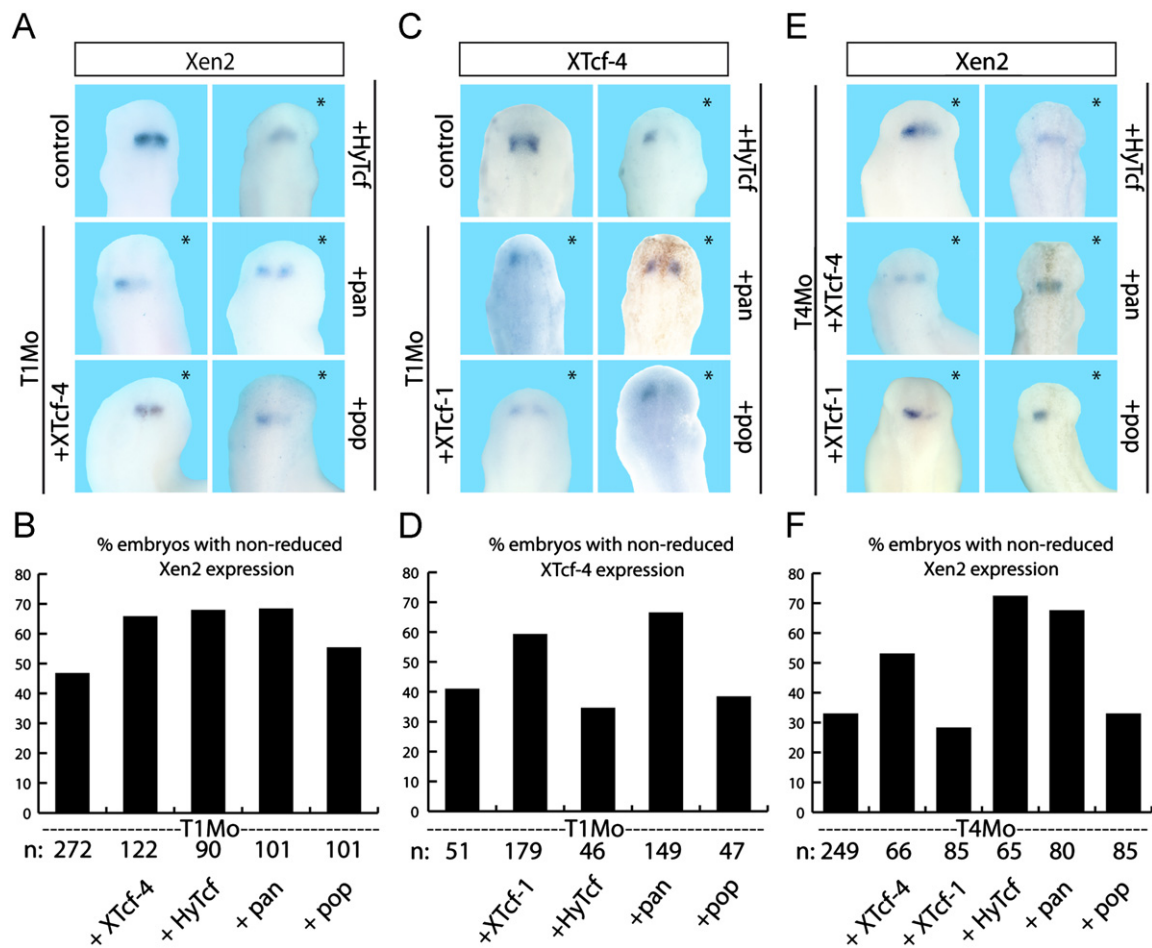 A
C
E
Xen2
XTcf-4
Xen2
control
*
+HyTcf
control
*
+HyTcf
*
*
+HyTcf
T1Mo
*
*
+pan
T1Mo
*
*
+pan
T4Mo
+XTcf-4
*
*
+pan
+XTcf-4
*
*
+pop
+XTcf-1
*
*
+pop
+XTcf-1
*
*
+pop
B
% embryos with non-reduced
Xen2 expression
80
70
60
50
40
30
20
10
0
T1Mo
n: 272 122 90 101 101
+ XTcf-4
+ HyTcf
+ pan
+ pop
D
% embryos with non-reduced
XTcf-4 expression
80
70
60
50
40
30
20
10
0
T1Mo
n: 51 179 46 149 47
+XTcf-1
+HyTcf
+pan
+pop
F
% embryos with non-reduced
Xen2 expression
80
70
60
50
40
30
20
10
0
T4Mo
n: 249 66 85 65 80 85
+ XTcf-4
+ XTcf-1
+ HyTcf
+ pan
+ pop